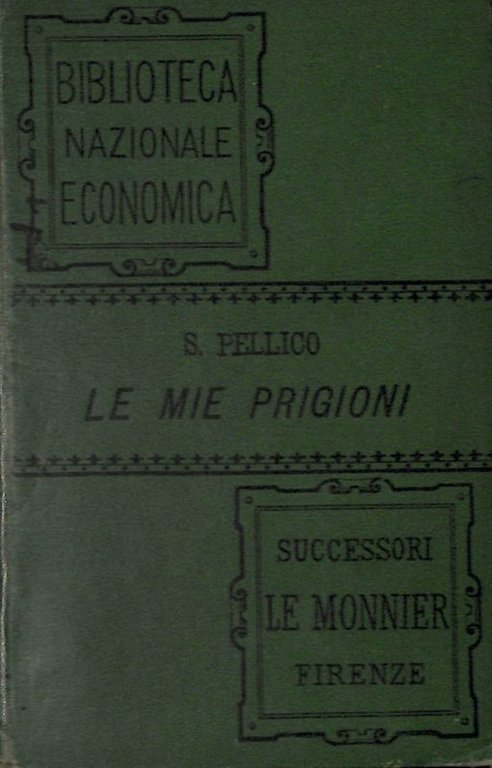 BIBLIOTECA
NAZIONALE
ECONOMICA
S. PELLICO
LE MIE PRIGIONI
SUCCESSORI
LE MONNIER
FIRENZE